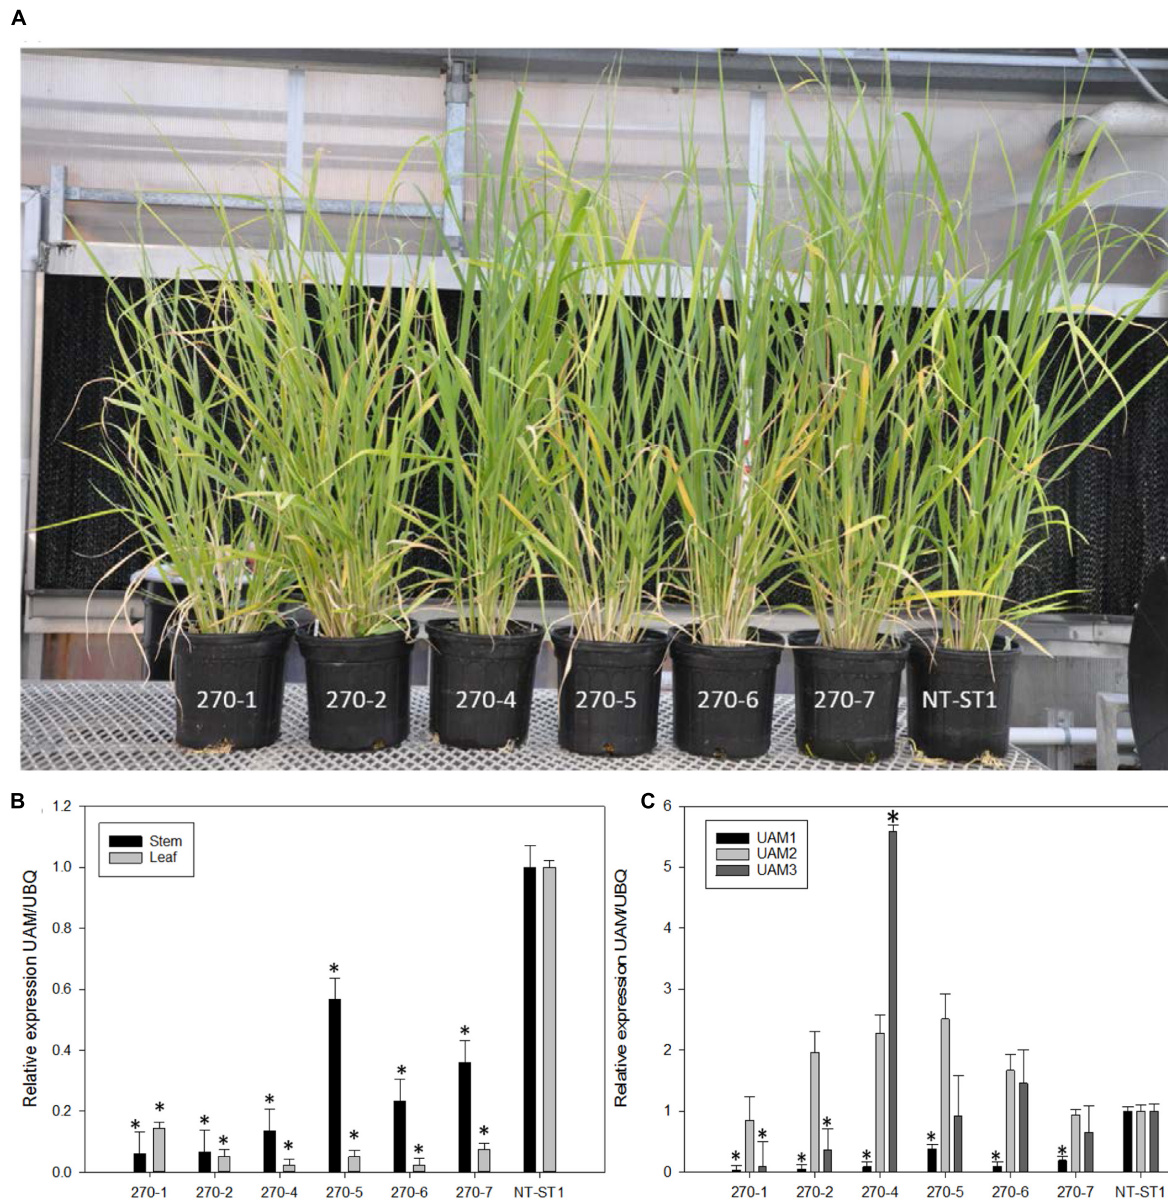 A
270-1 270-2 270-4 270-5 270-6 270-7 NT-ST1
B
Relative expression UAM/UBQ
1.2
1.0
0.8
0.6
0.4
0.2
0.0
Stem
Leaf
* * * * * * * * * * * *
270-1 270-2 270-4 270-5 270-6 270-7 NT-ST1
C
Relative expression UAM/UBQ
6
5
4
3
2
1
0
UAM1
UAM2
UAM3
* * * * * * * * *
270-1 270-2 270-4 270-5 270-6 270-7 NT-ST1